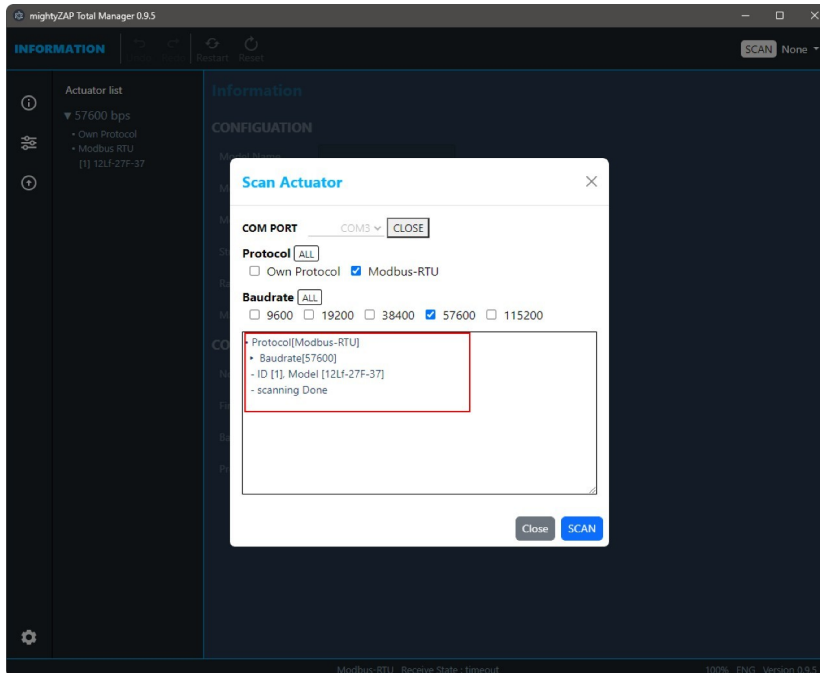 mightyZAP Total Manager 0.9.5
INFORMATION
Restart Reset
SCAN None
Actuator list
57600 bps
• Own Protocol
• Modbus RTU
[1] 12Lf-27F-37
Information
CONFIGUATION
Scan Actuator
COM PORT COM3 CLOSE
Protocol ALL
Own Protocol Modbus-RTU
Baudrate ALL
9600 19200 38400 57600 115200
• Protocol[Modbus-RTU]
• Baudrate[57600]
- ID [1], Model [12Lf-27F-37]
- scanning Done
Close SCAN
Modbus-RTU Receive State : timeout
100% ENG Version 0.9.5